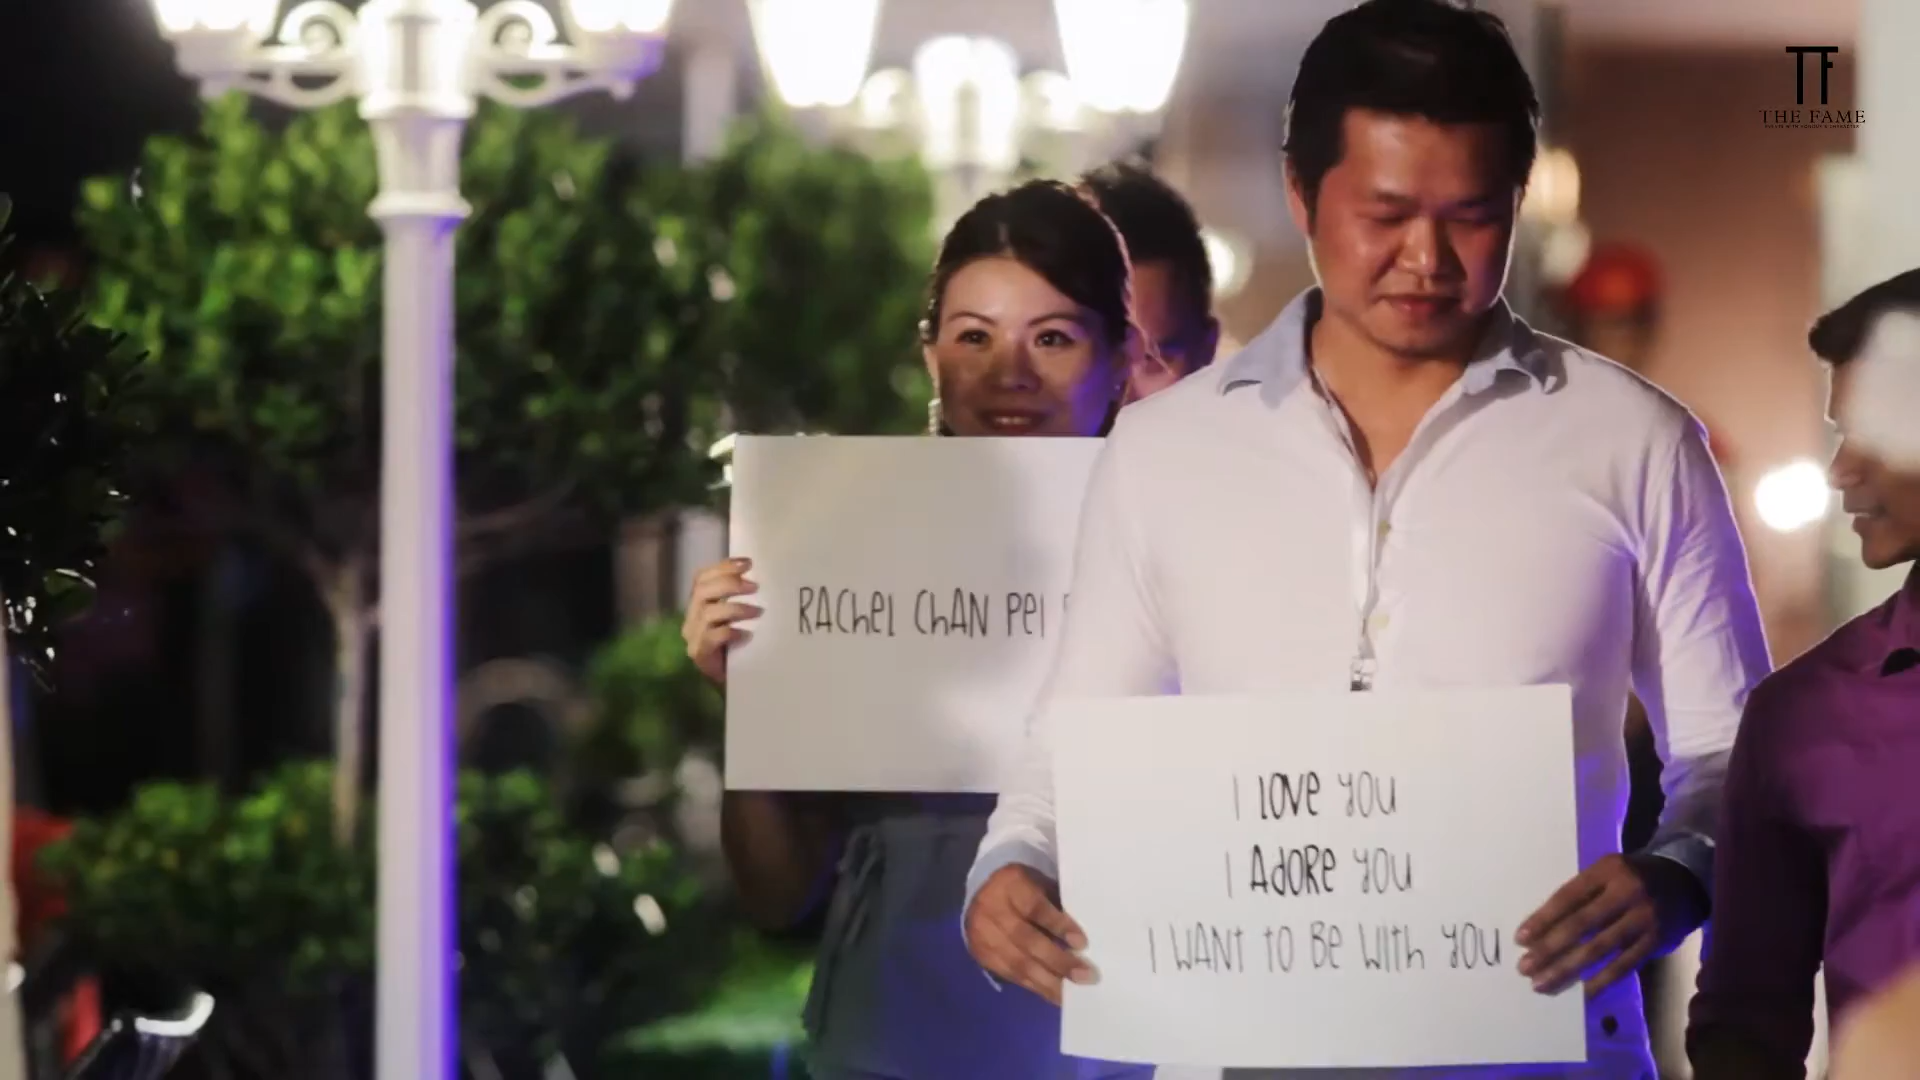 TF
THE FAME
RACHEL CHAN PEI
I LOVE YOU
I ADORE YOU
I WANT TO BE WITH YOU